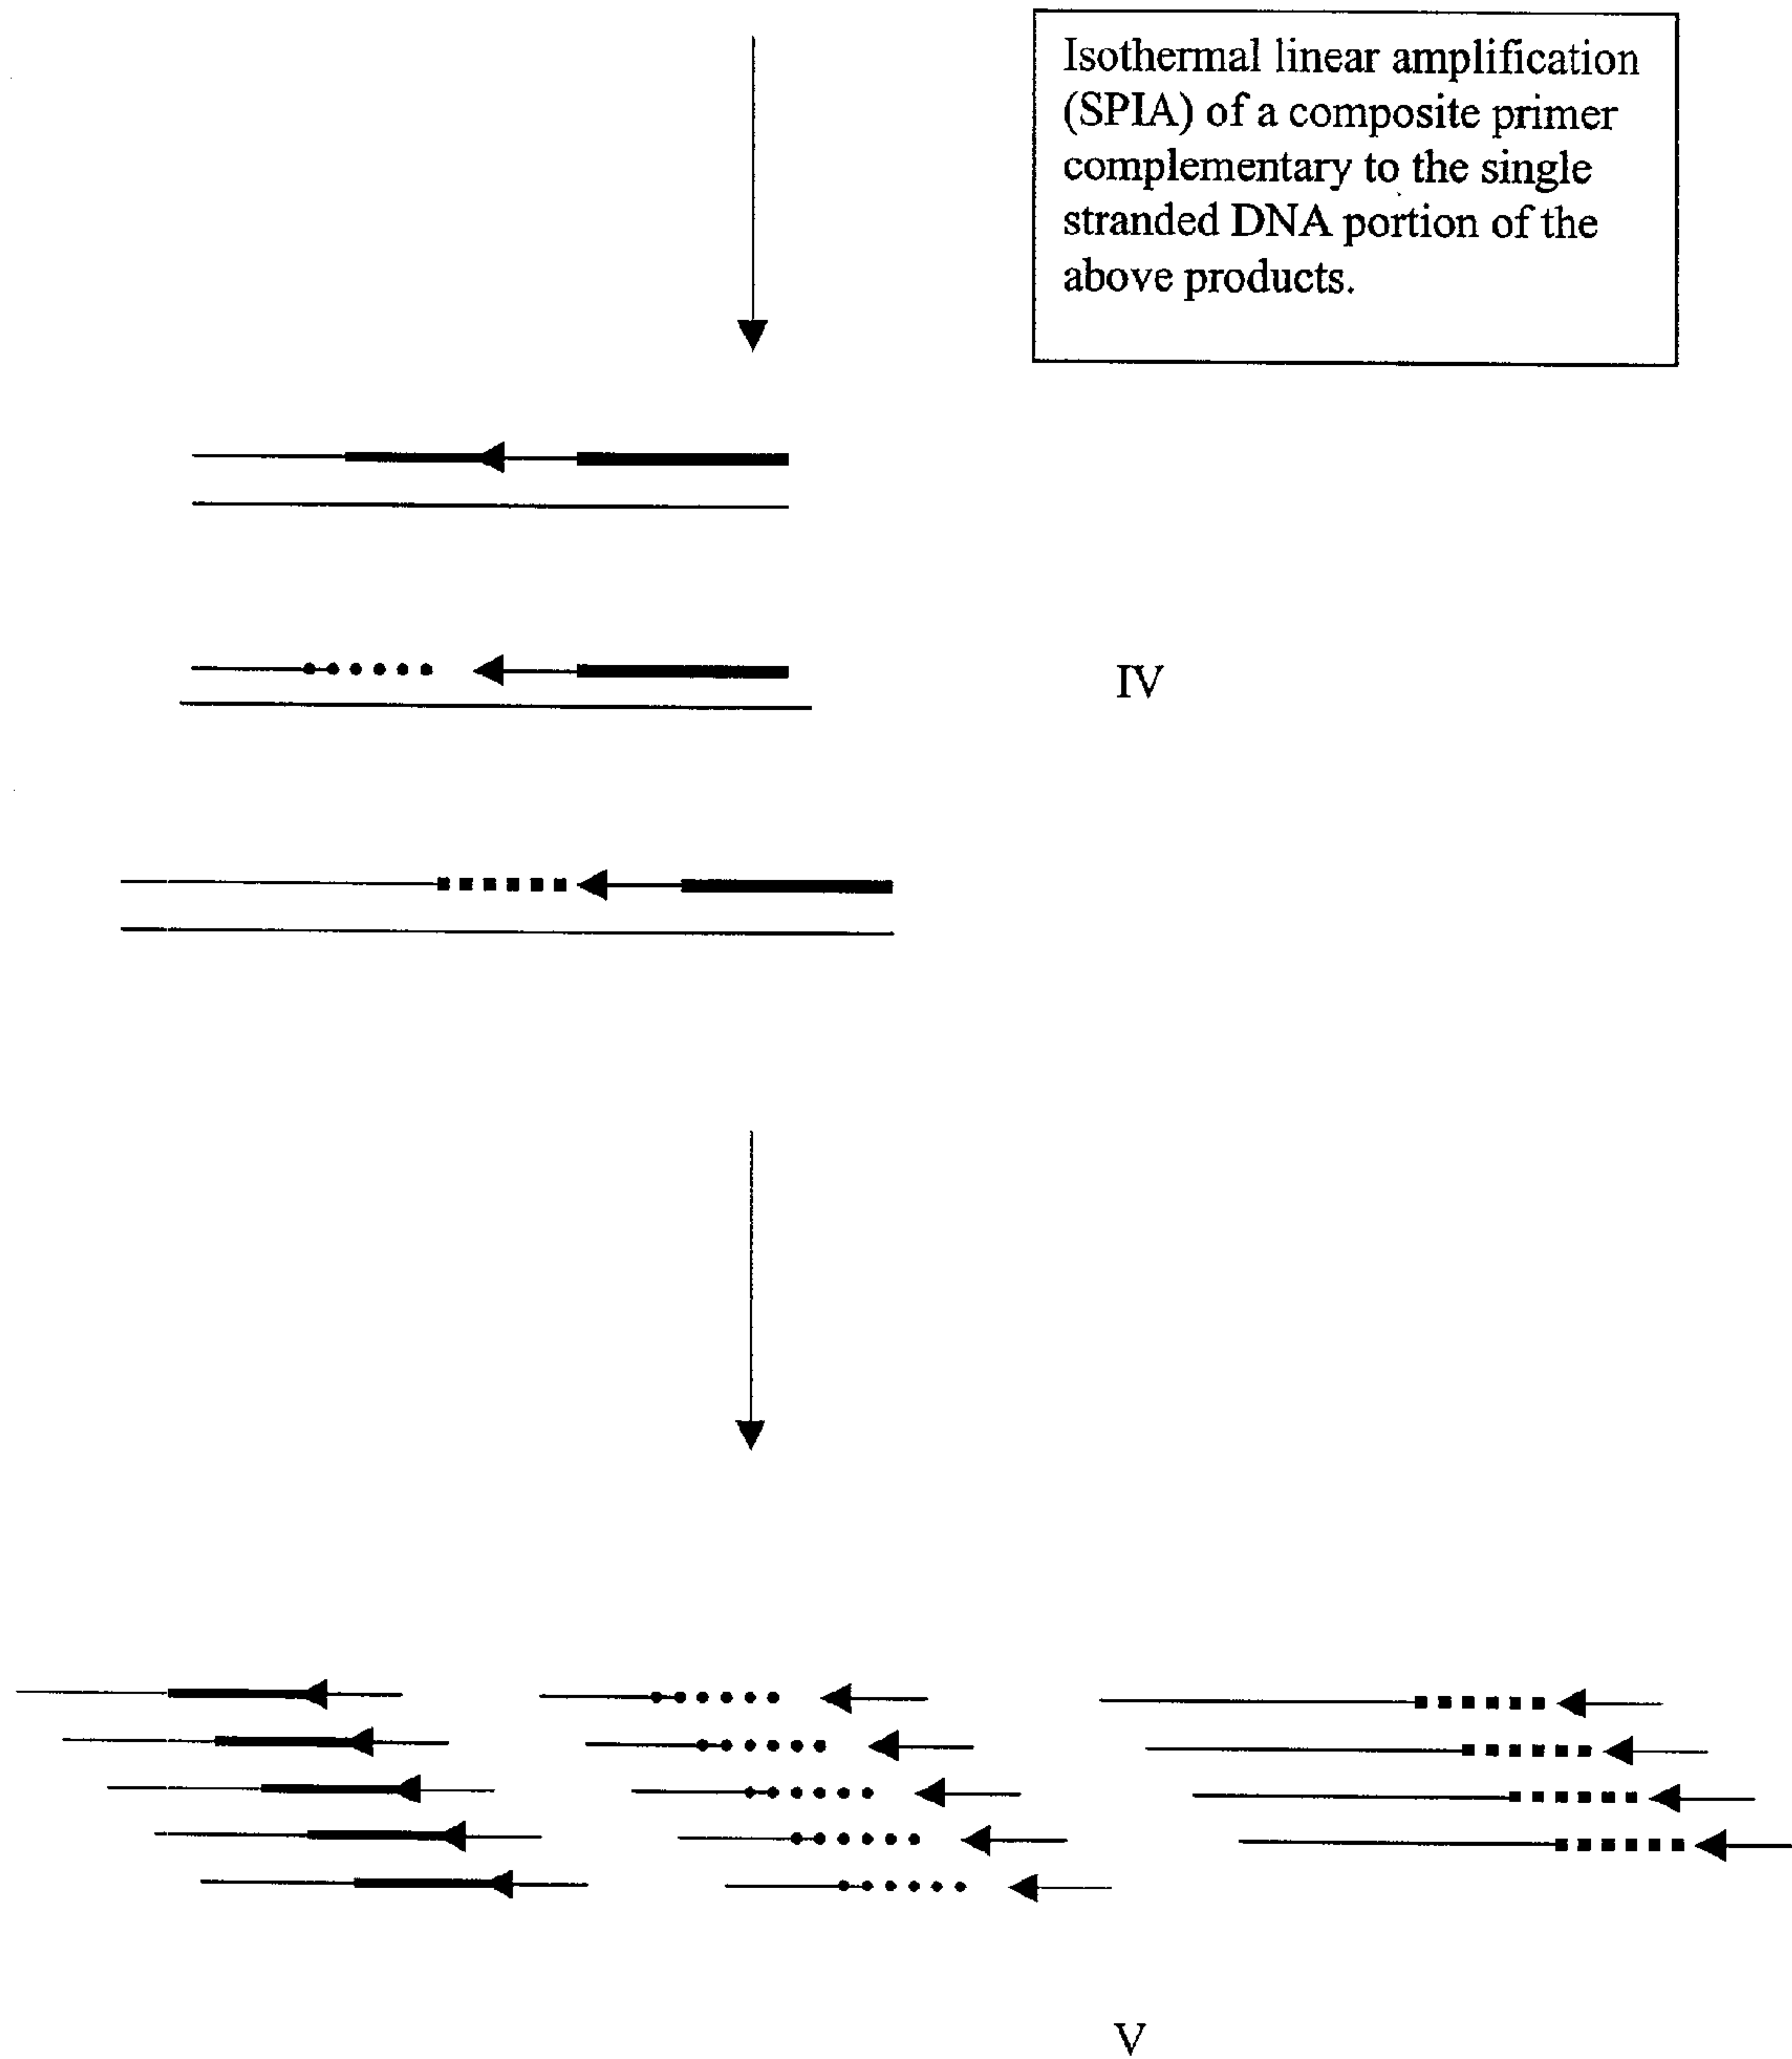 Isothermal linear amplification
(SPIA) of a composite primer
complementary to the single
stranded DNA portion of the
above products.
IV
V